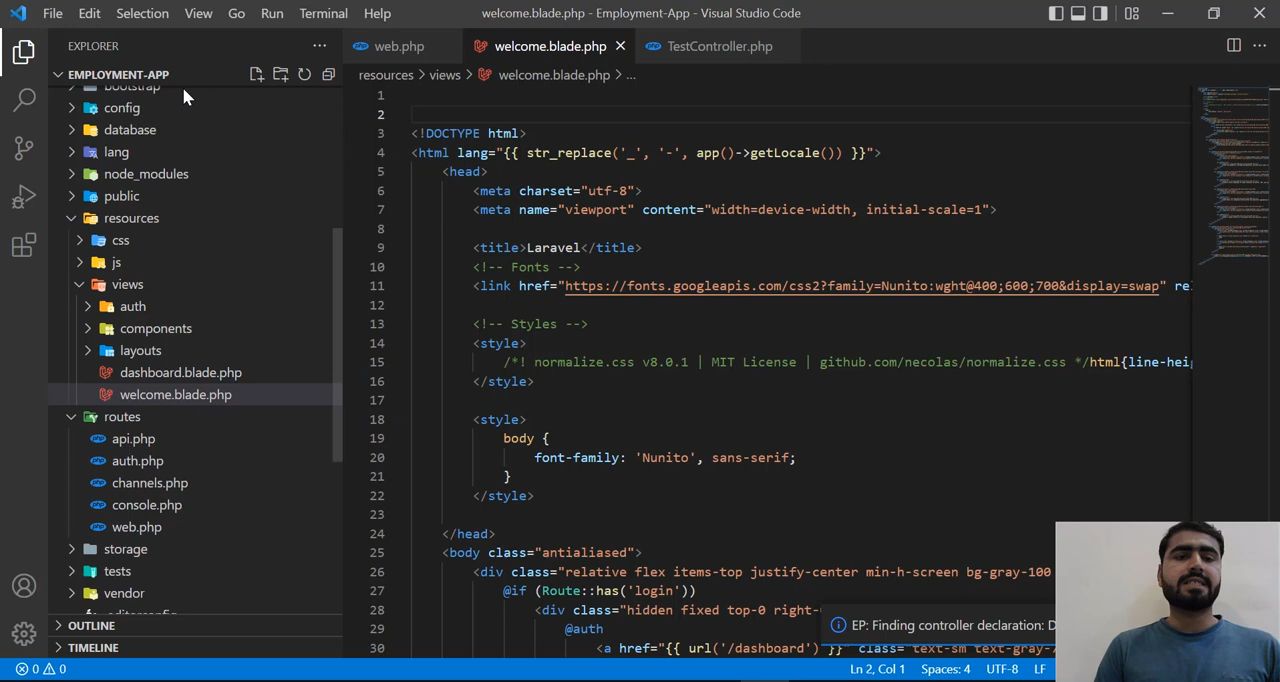 File Edit Selection View Go Run Terminal Help welcome.blade.php - Employment-App - Visual Studio Code
EXPLORER
web.php welcome.blade.php TestController.php
EMPLOYMENT-APP
resources > views > welcome.blade.php > ...
bootstrap
config
database
lang
node_modules
public
resources
css
js
views
auth
components
layouts
dashboard.blade.php
welcome.blade.php
routes
api.php
auth.php
channels.php
console.php
web.php
storage
tests
vendor
.editorconfig
OUTLINE
TIMELINE
1
2
3 <!DOCTYPE html>
4 <html lang="{{ str_replace('_', '-', app()->getLocale()) }}">
5 <head>
6 <meta charset="utf-8">
7 <meta name="viewport" content="width=device-width, initial-scale=1">
8
9 <title>Laravel</title>
10 <!-- Fonts -->
11 <link href="https://fonts.googleapis.com/css2?family=Nunito:wght@400;600;700&display=swap" re
12
13 <!-- Styles -->
14 <style>
15 /*! normalize.css v8.0.1 | MIT License | github.com/necolas/normalize.css */html{line-hei
16 </style>
17
18 <style>
19 body {
20 font-family: 'Nunito', sans-serif;
21 }
22 </style>
23
24 </head>
25 <body class="antialiased">
26 <div class="relative flex items-top justify-center min-h-screen bg-gray-100
27 @if (Route::has('login'))
28 <div class="hidden fixed top-0 right-
29 @auth
30 <a href="{{ url('/dashboard') }}" class="text-sm text-gray-7
EP: Finding controller declaration: D
0 0 Ln 2, Col 1 Spaces: 4 UTF-8 LF